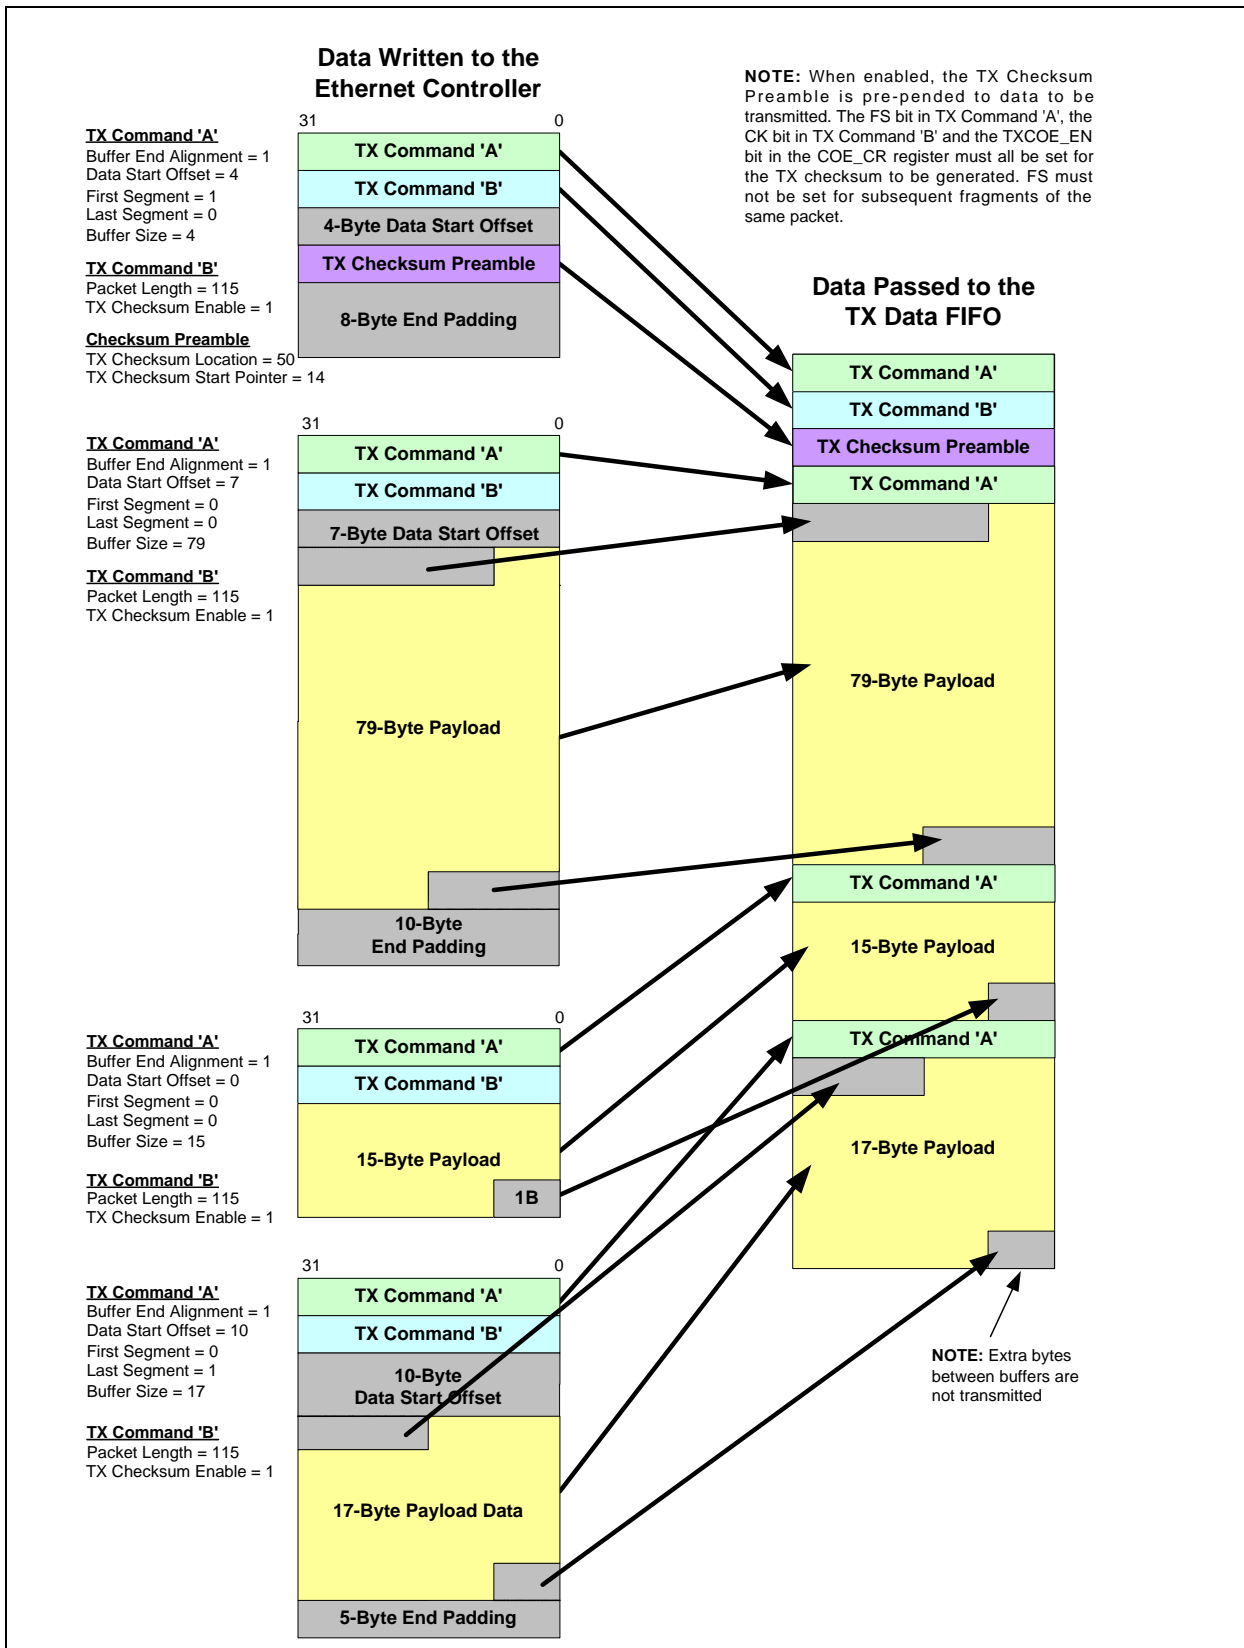 Data Written to the
Ethernet Controller
NOTE: When enabled, the TX Checksum
Preamble is pre-pended to data to be
transmitted. The FS bit in TX Command 'A', the
CK bit in TX Command 'B' and the TXCOE_EN
bit in the COE_CR register must all be set for
the TX checksum to be generated. FS must
not be set for subsequent fragments of the
same packet.
TX Command 'A'
Buffer End Alignment = 1
Data Start Offset = 4
First Segment = 1
Last Segment = 0
Buffer Size = 4
TX Command 'B'
Packet Length = 115
TX Checksum Enable = 1
Checksum Preamble
TX Checksum Location = 50
TX Checksum Start Pointer = 14
31 0
TX Command 'A'
TX Command 'B'
4-Byte Data Start Offset
TX Checksum Preamble
8-Byte End Padding
TX Command 'A'
Buffer End Alignment = 1
Data Start Offset = 7
First Segment = 0
Last Segment = 0
Buffer Size = 79
TX Command 'B'
Packet Length = 115
TX Checksum Enable = 1
31 0
TX Command 'A'
TX Command 'B'
7-Byte Data Start Offset
79-Byte Payload
10-Byte
End Padding
TX Command 'A'
Buffer End Alignment = 1
Data Start Offset = 0
First Segment = 0
Last Segment = 0
Buffer Size = 15
TX Command 'B'
Packet Length = 115
TX Checksum Enable = 1
31 0
TX Command 'A'
TX Command 'B'
15-Byte Payload
1B
TX Command 'A'
Buffer End Alignment = 1
Data Start Offset = 10
First Segment = 0
Last Segment = 1
Buffer Size = 17
TX Command 'B'
Packet Length = 115
TX Checksum Enable = 1
31 0
TX Command 'A'
TX Command 'B'
10-Byte
Data Start Offset
17-Byte Payload Data
5-Byte End Padding
Data Passed to the
TX Data FIFO
TX Command 'A'
TX Command 'B'
TX Checksum Preamble
TX Command 'A'
79-Byte Payload
TX Command 'A'
15-Byte Payload
TX Command 'A'
17-Byte Payload
NOTE: Extra bytes
between buffers are
not transmitted